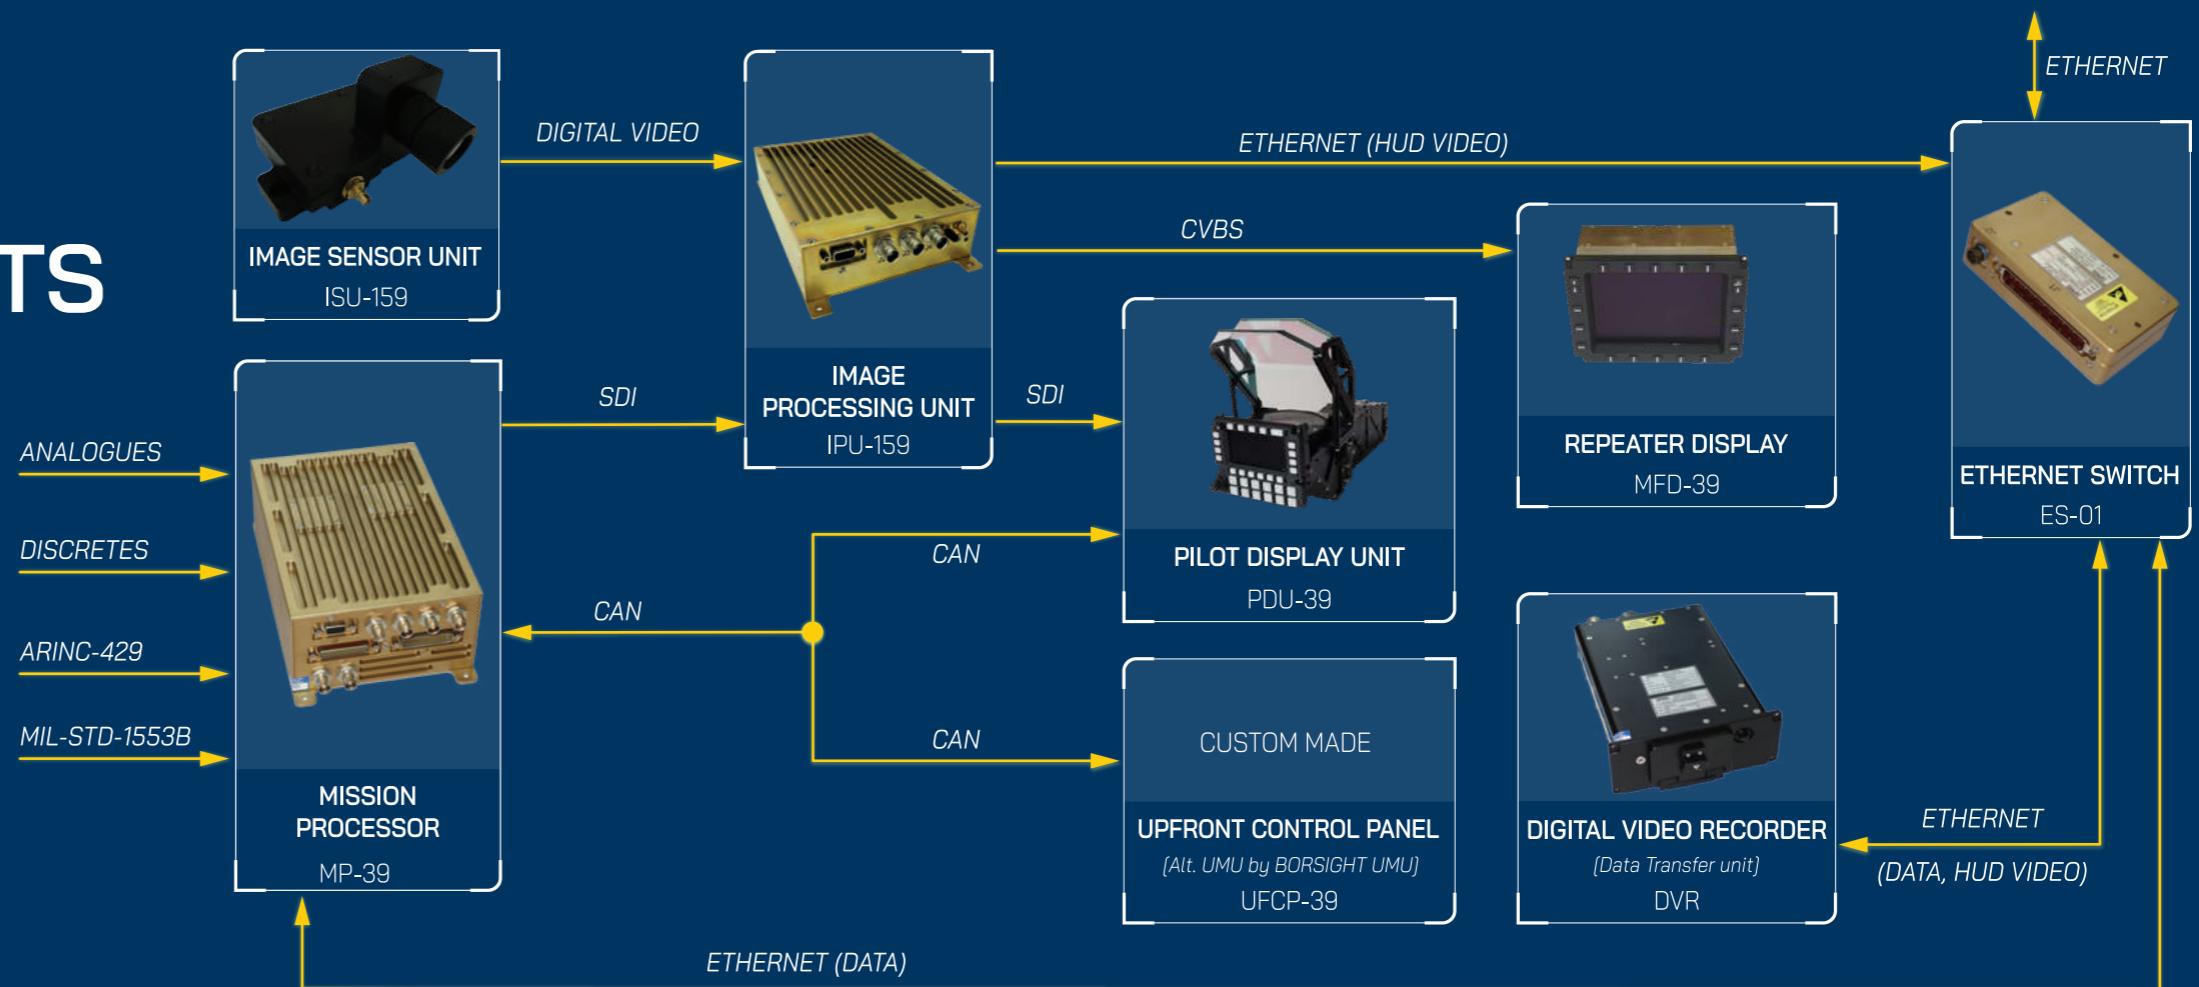 TS
ETHERNET
DIGITAL VIDEO
ETHERNET (HUD VIDEO)
IMAGE SENSOR UNIT
ISU-159
CVBS
IMAGE
PROCESSING UNIT
IPU-159
SDI
SDI
REPEATER DISPLAY
MFD-39
ETHERNET SWITCH
ES-01
ANALOGUES
DISCRETES
ARINC-429
MIL-STD-1553B
CAN
CAN
CAN
PILOT DISPLAY UNIT
PDU-39
MISSION
PROCESSOR
MP-39
CUSTOM MADE
UPFRONT CONTROL PANEL
(Alt. UMU by BORSIGHT UMU)
UFCP-39
DIGITAL VIDEO RECORDER
(Data Transfer unit)
DVR
ETHERNET
(DATA, HUD VIDEO)
ETHERNET (DATA)